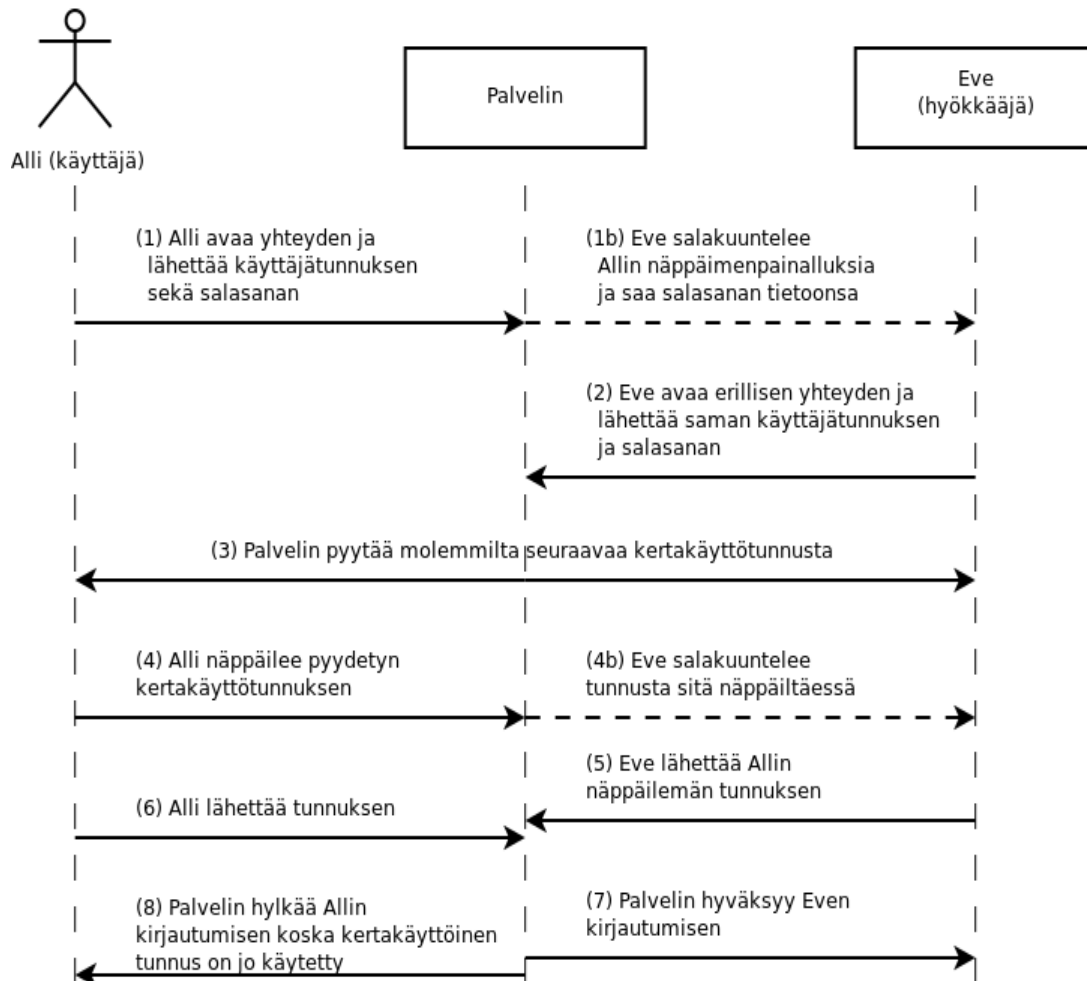 Alli (käyttäjä)
Palvelin
Eve
(hyökkääjä)
(1) Alli avaa yhteyden ja
lähettää käyttäjätunnuksen
sekä salasanan
(1b) Eve salakuuntelee
Allin näppäimenpainalluksia
ja saa salasanan tietoonsa
(2) Eve avaa erillisen yhteyden ja
lähettää saman käyttäjätunnuksen
ja salasanan
(3) Palvelin pyytää molemmilta seuraavaa kertakäyttötunnusta
(4) Alli näppäilee pyydetyn
kertakäyttötunnuksen
(4b) Eve salakuuntelee
tunnusta sitä näppäiltäessä
(5) Eve lähettää Allin
näppäilemän tunnuksen
(6) Alli lähettää tunnuksen
(7) Palvelin hyväksyy Even
kirjautumisen
(8) Palvelin hylkää Allin
kirjautumisen koska kertakäyttöinen
tunnus on jo käytetty